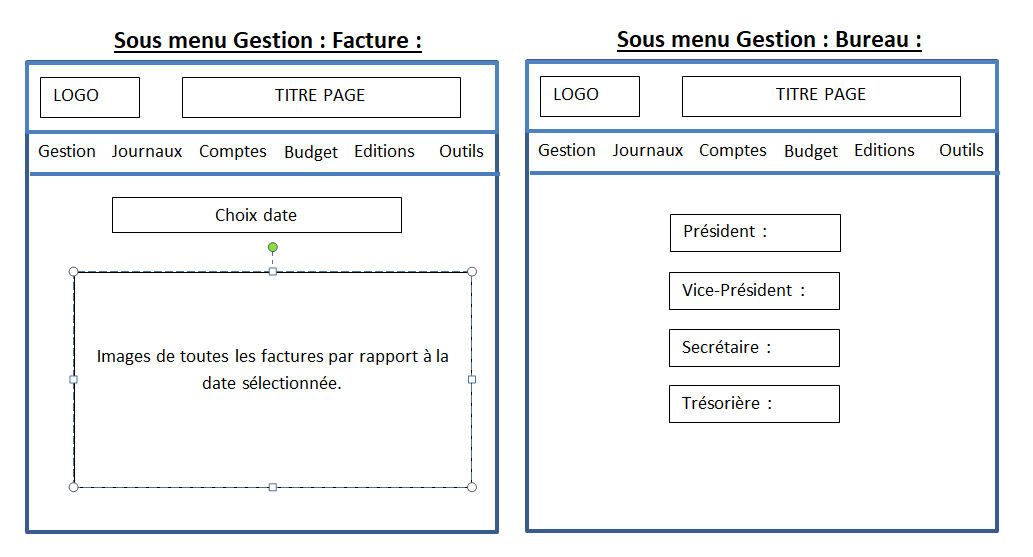 Sous menu Gestion : Facture :
LOGO
TITRE PAGE
Gestion Journaux Comptes Budget Editions Outils
Choix date
Images de toutes les factures par rapport à la
date sélectionnée.
Sous menu Gestion : Bureau :
LOGO
TITRE PAGE
Gestion Journaux Comptes Budget Editions Outils
Président :
Vice-Président :
Secrétaire :
Trésorière :